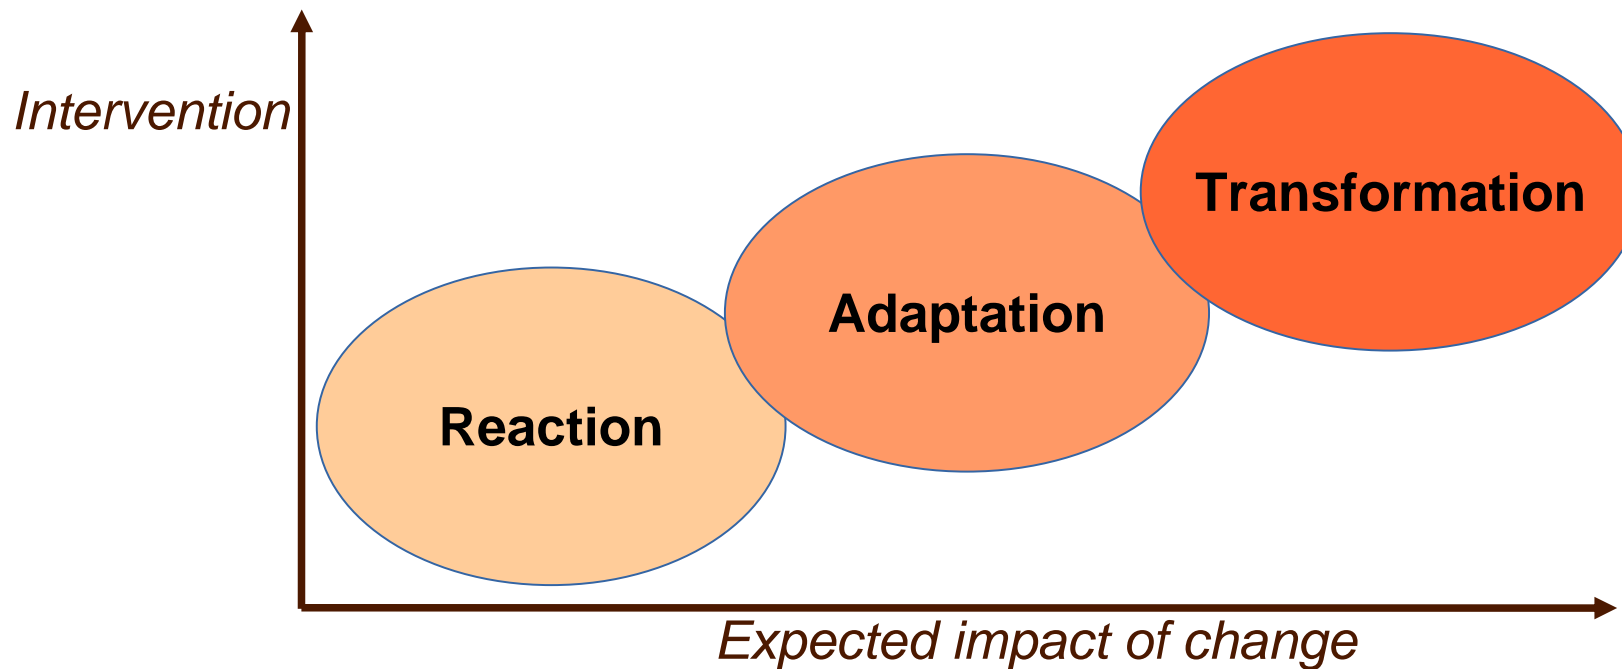 Intervention
Transformation
Adaptation
Reaction
Expected impact of change